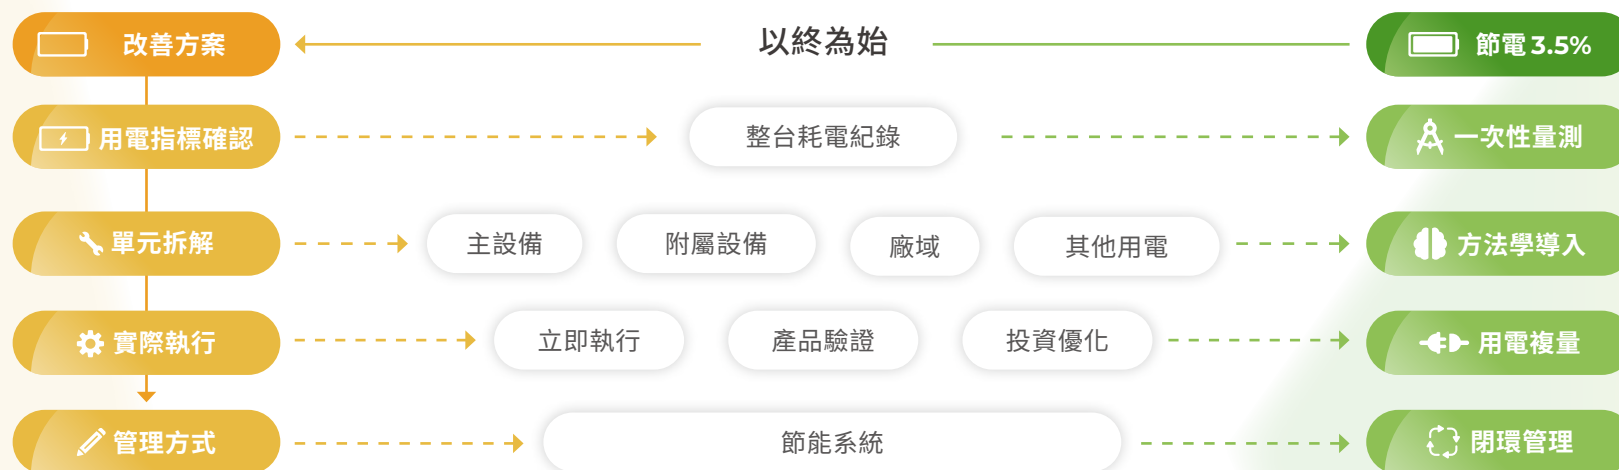 改善方案
以終為始
節電 3.5%
用電指標確認
整台耗電紀錄
一次性量測
單元拆解
主設備
附屬設備
廠域
其他用電
方法學導入
實際執行
立即執行
產品驗證
投資優化
用電複量
管理方式
節能系統
閉環管理